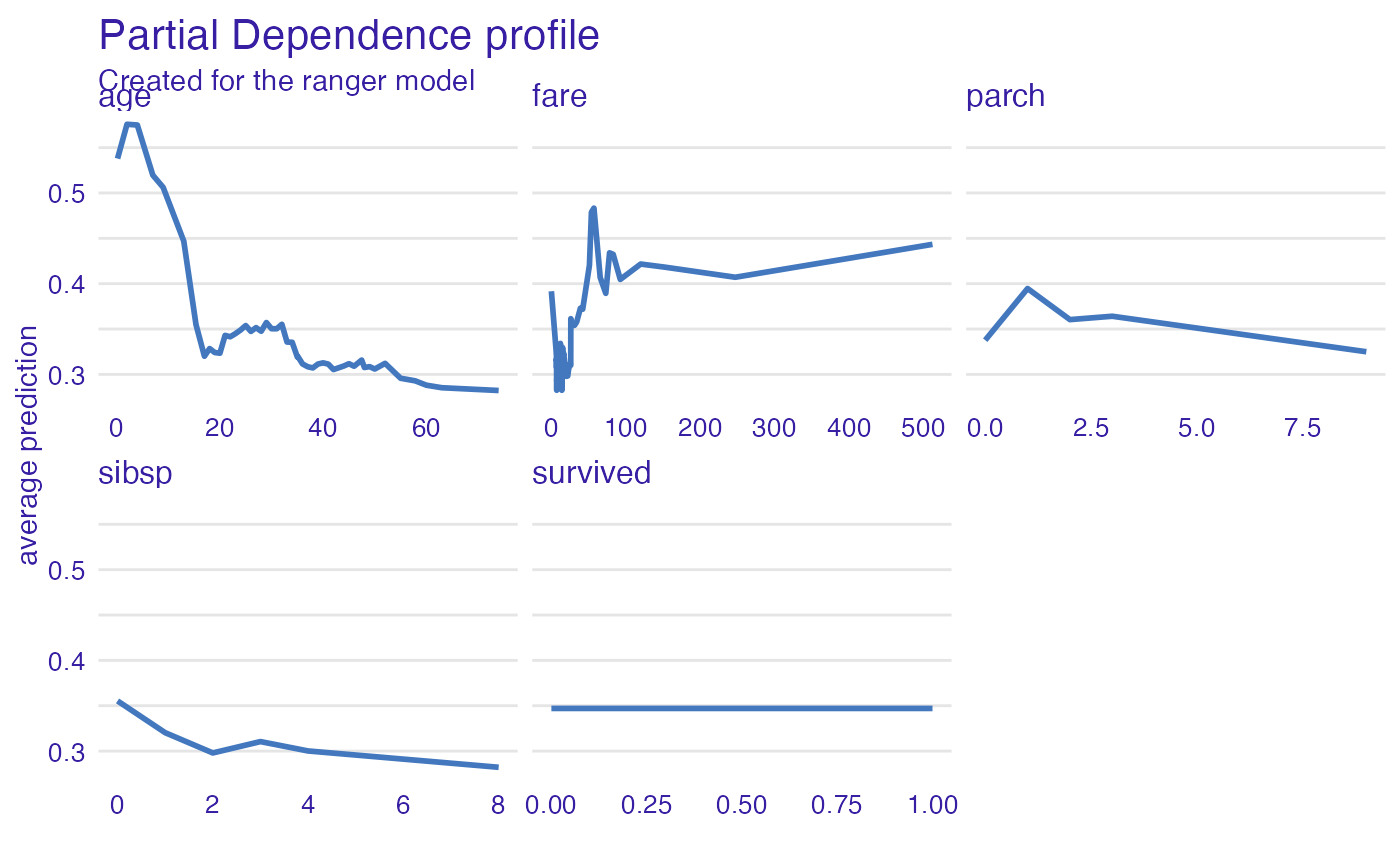 Partial Dependence profile
Created for the ranger model
age
fare
parch
0.5
0.4
0.3
0 20 40 60
0 100 200 300 400 500
0.0 2.5 5.0 7.5
average prediction
sibsp
survived
0.5
0.4
0.3
0 2 4 6 8
0.00 0.25 0.50 0.75 1.00